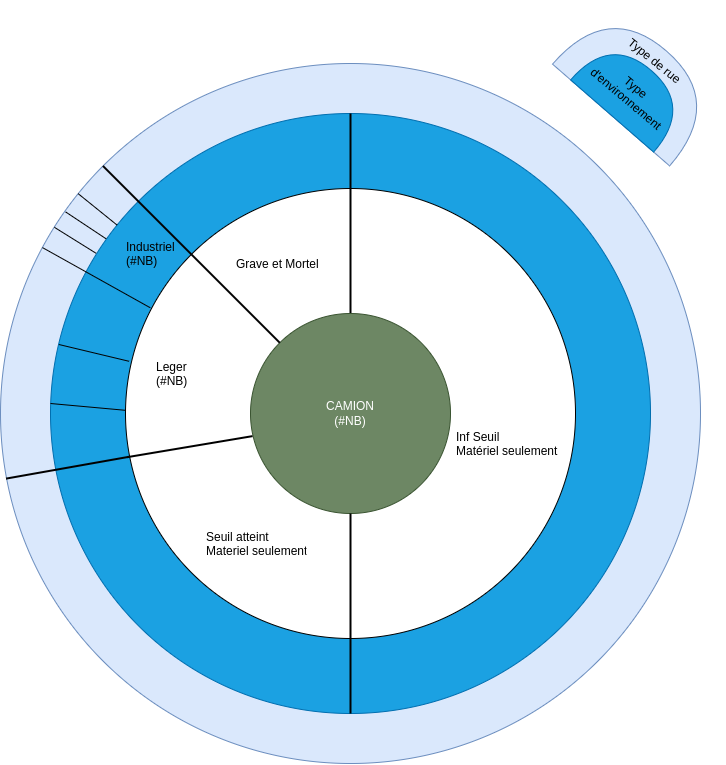 Type de rue
Type
d'environnement
Industriel
(#NB)
Grave et Mortel
Leger
(#NB)
CAMION
(#NB)
Inf Seuil
Matériel seulement
Seuil atteint
Materiel seulement